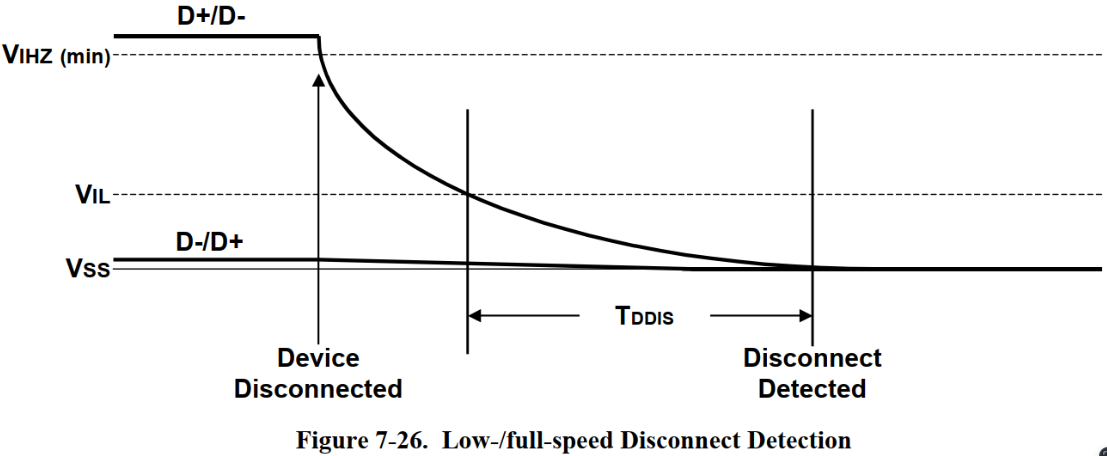 D+/D-
VIHZ (min)
VIL
D-/D+
VSS
TDDIS
Device
Disconnected
Disconnect
Detected
Figure 7-26. Low-/full-speed Disconnect Detection